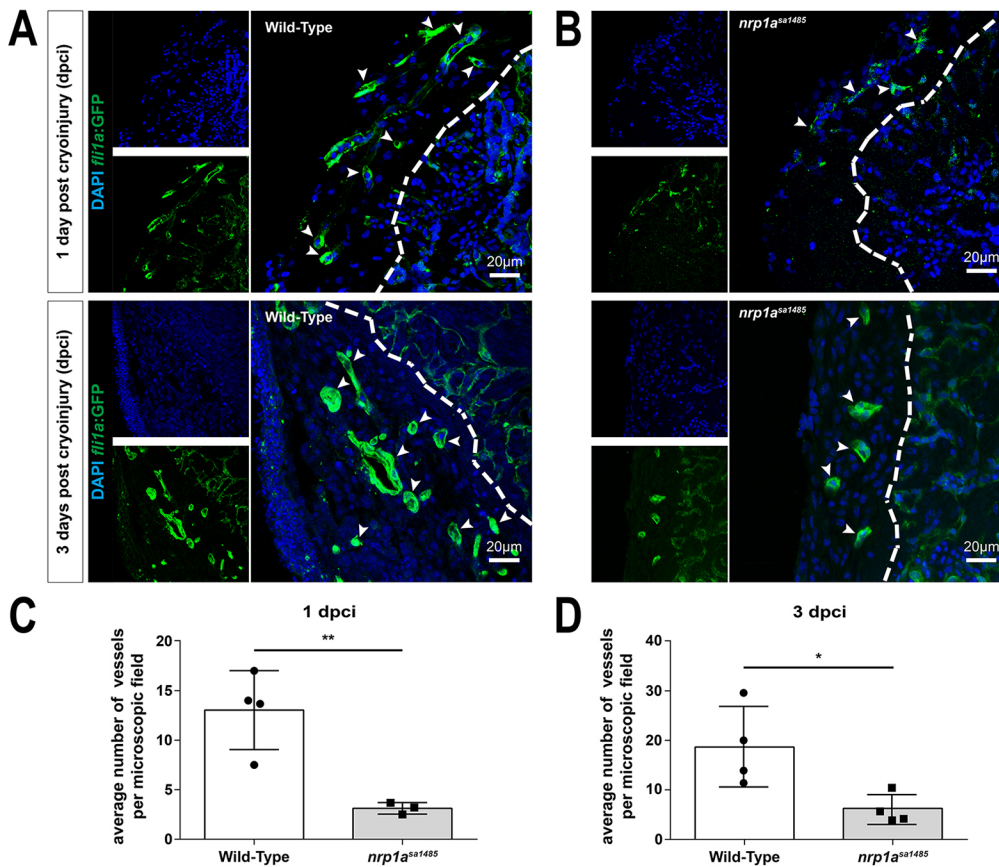 A
B
1 day post cryoinjury (dpci)
DAPI fli1a:GFP
Wild-Type
20µm
nrp1a^sa1485
20µm
3 days post cryoinjury (dpci)
DAPI fli1a:GFP
Wild-Type
20µm
nrp1a^sa1485
20µm
C
1 dpci
**
average number of vessels
per microscopic field
20
15
10
5
0
Wild-Type
nrp1a^sa1485
D
3 dpci
*
average number of vessels
per microscopic field
40
30
20
10
0
Wild-Type
nrp1a^sa1485